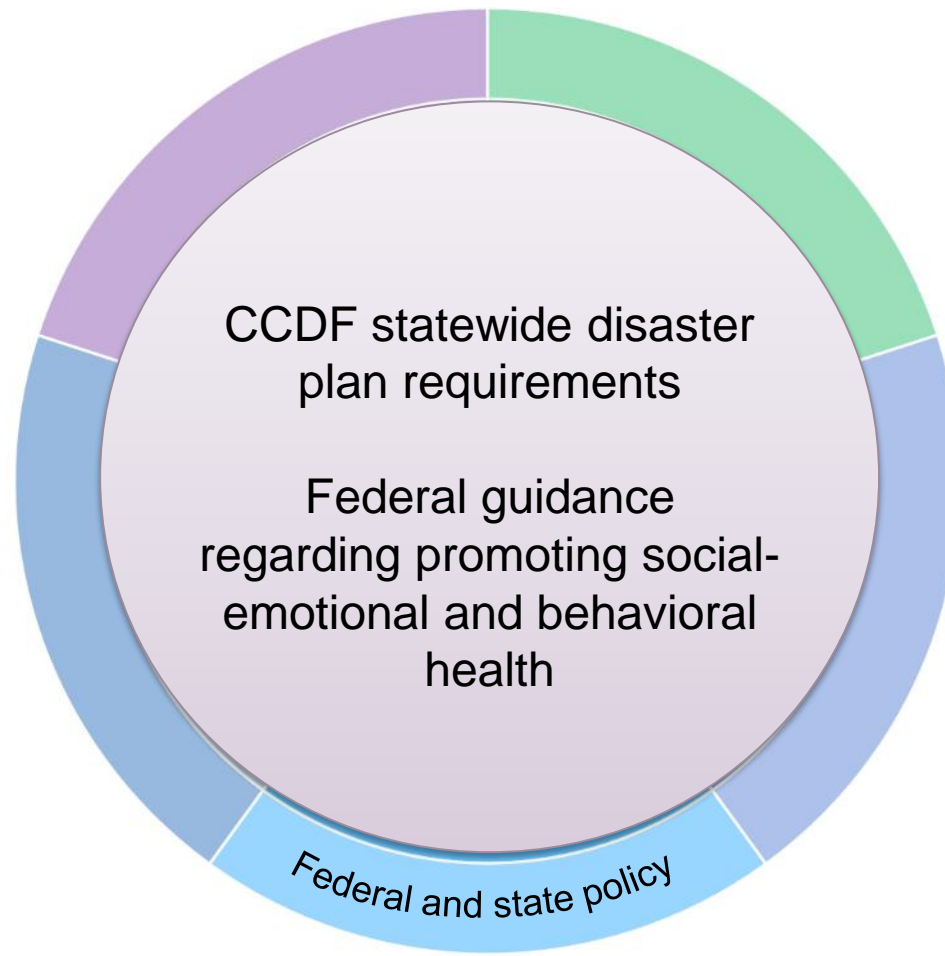 CCDF statewide disaster
plan requirements
Federal guidance
regarding promoting social-
emotional and behavioral
health
Federal and state policy